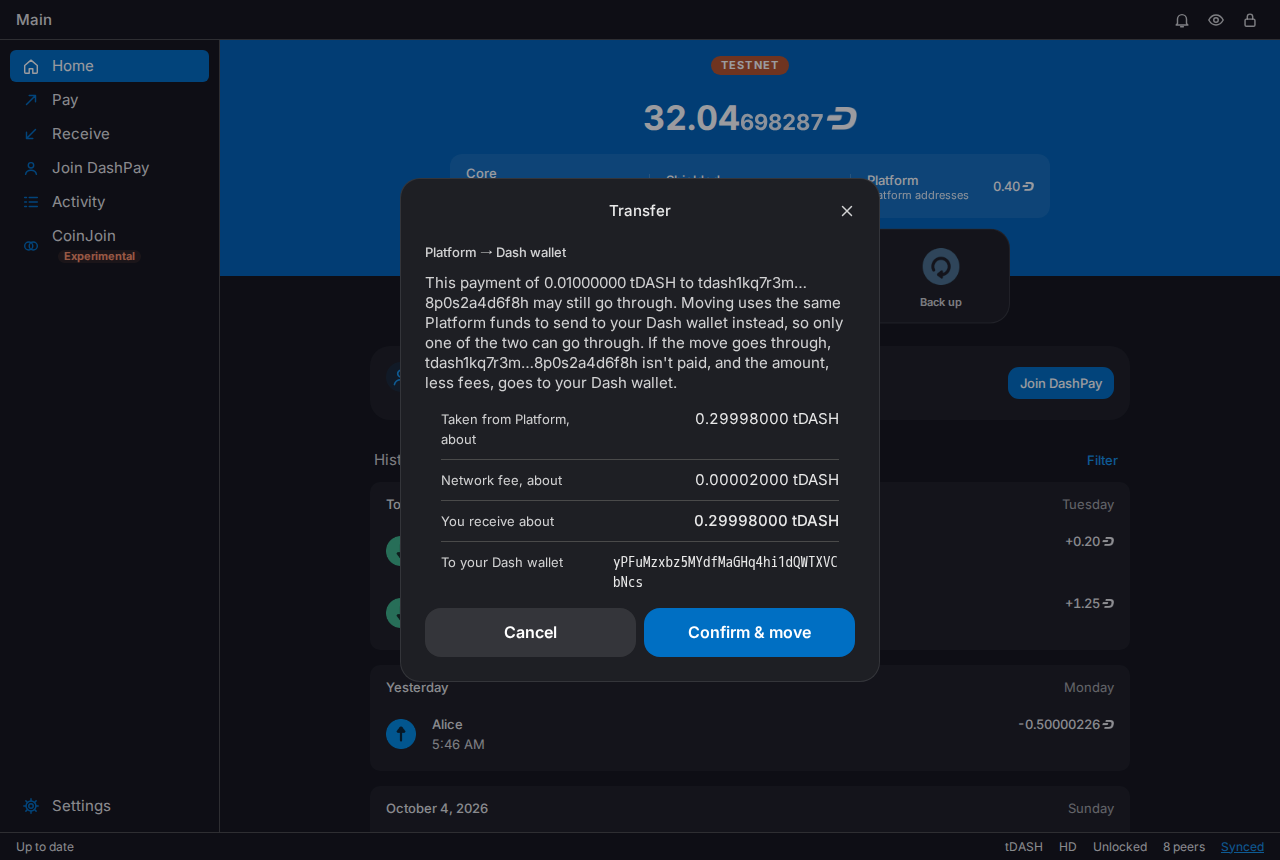 Main
Home
Pay
Receive
Join DashPay
Activity
CoinJoin
Experimental
Settings
TESTNET
32.04698287
Core
Platform
0.40
Back up
Join DashPay
Filter
Tuesday
+0.20
+1.25
Transfer
Platform → Dash wallet
This payment of 0.01000000 tDASH to tdash1kq7r3m...
8p0s2a4d6f8h may still go through. Moving uses the same
Platform funds to send to your Dash wallet instead, so only
one of the two can go through. If the move goes through,
tdash1kq7r3m...8p0s2a4d6f8h isn't paid, and the amount,
less fees, goes to your Dash wallet.
Taken from Platform,
about
0.29998000 tDASH
Network fee, about
0.00002000 tDASH
You receive about
0.29998000 tDASH
To your Dash wallet
yPFuMzxbz5MYdfMaGHq4hi1dQWTXVC
bNcs
Cancel
Confirm & move
Yesterday
Monday
Alice
5:46 AM
-0.50000226
October 4, 2026
Sunday
Up to date
tDASH
HD
Unlocked
8 peers
Synced